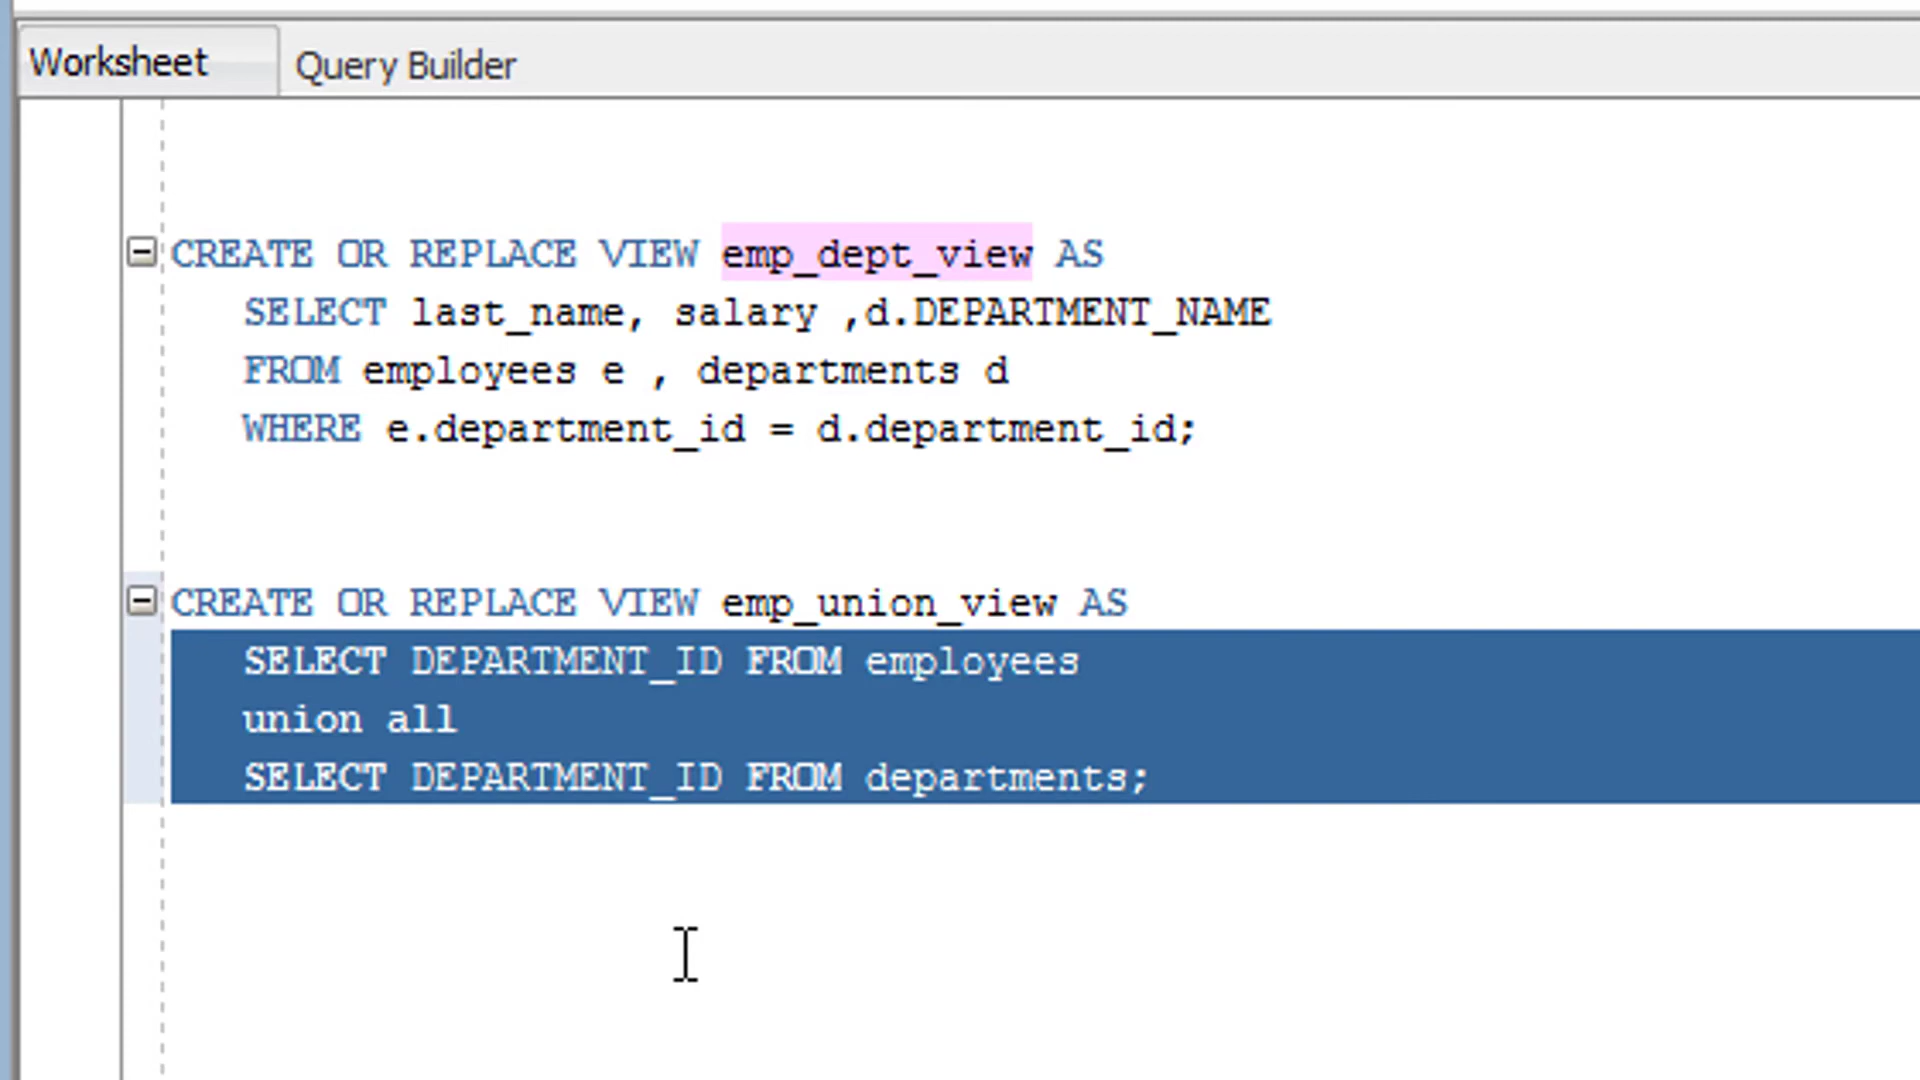 Worksheet Query Builder
CREATE OR REPLACE VIEW emp_dept_view AS
SELECT last_name, salary ,d.DEPARTMENT_NAME
FROM employees e , departments d
WHERE e.department_id = d.department_id;
CREATE OR REPLACE VIEW emp_union_view AS
SELECT DEPARTMENT_ID FROM employees
union all
SELECT DEPARTMENT_ID FROM departments;